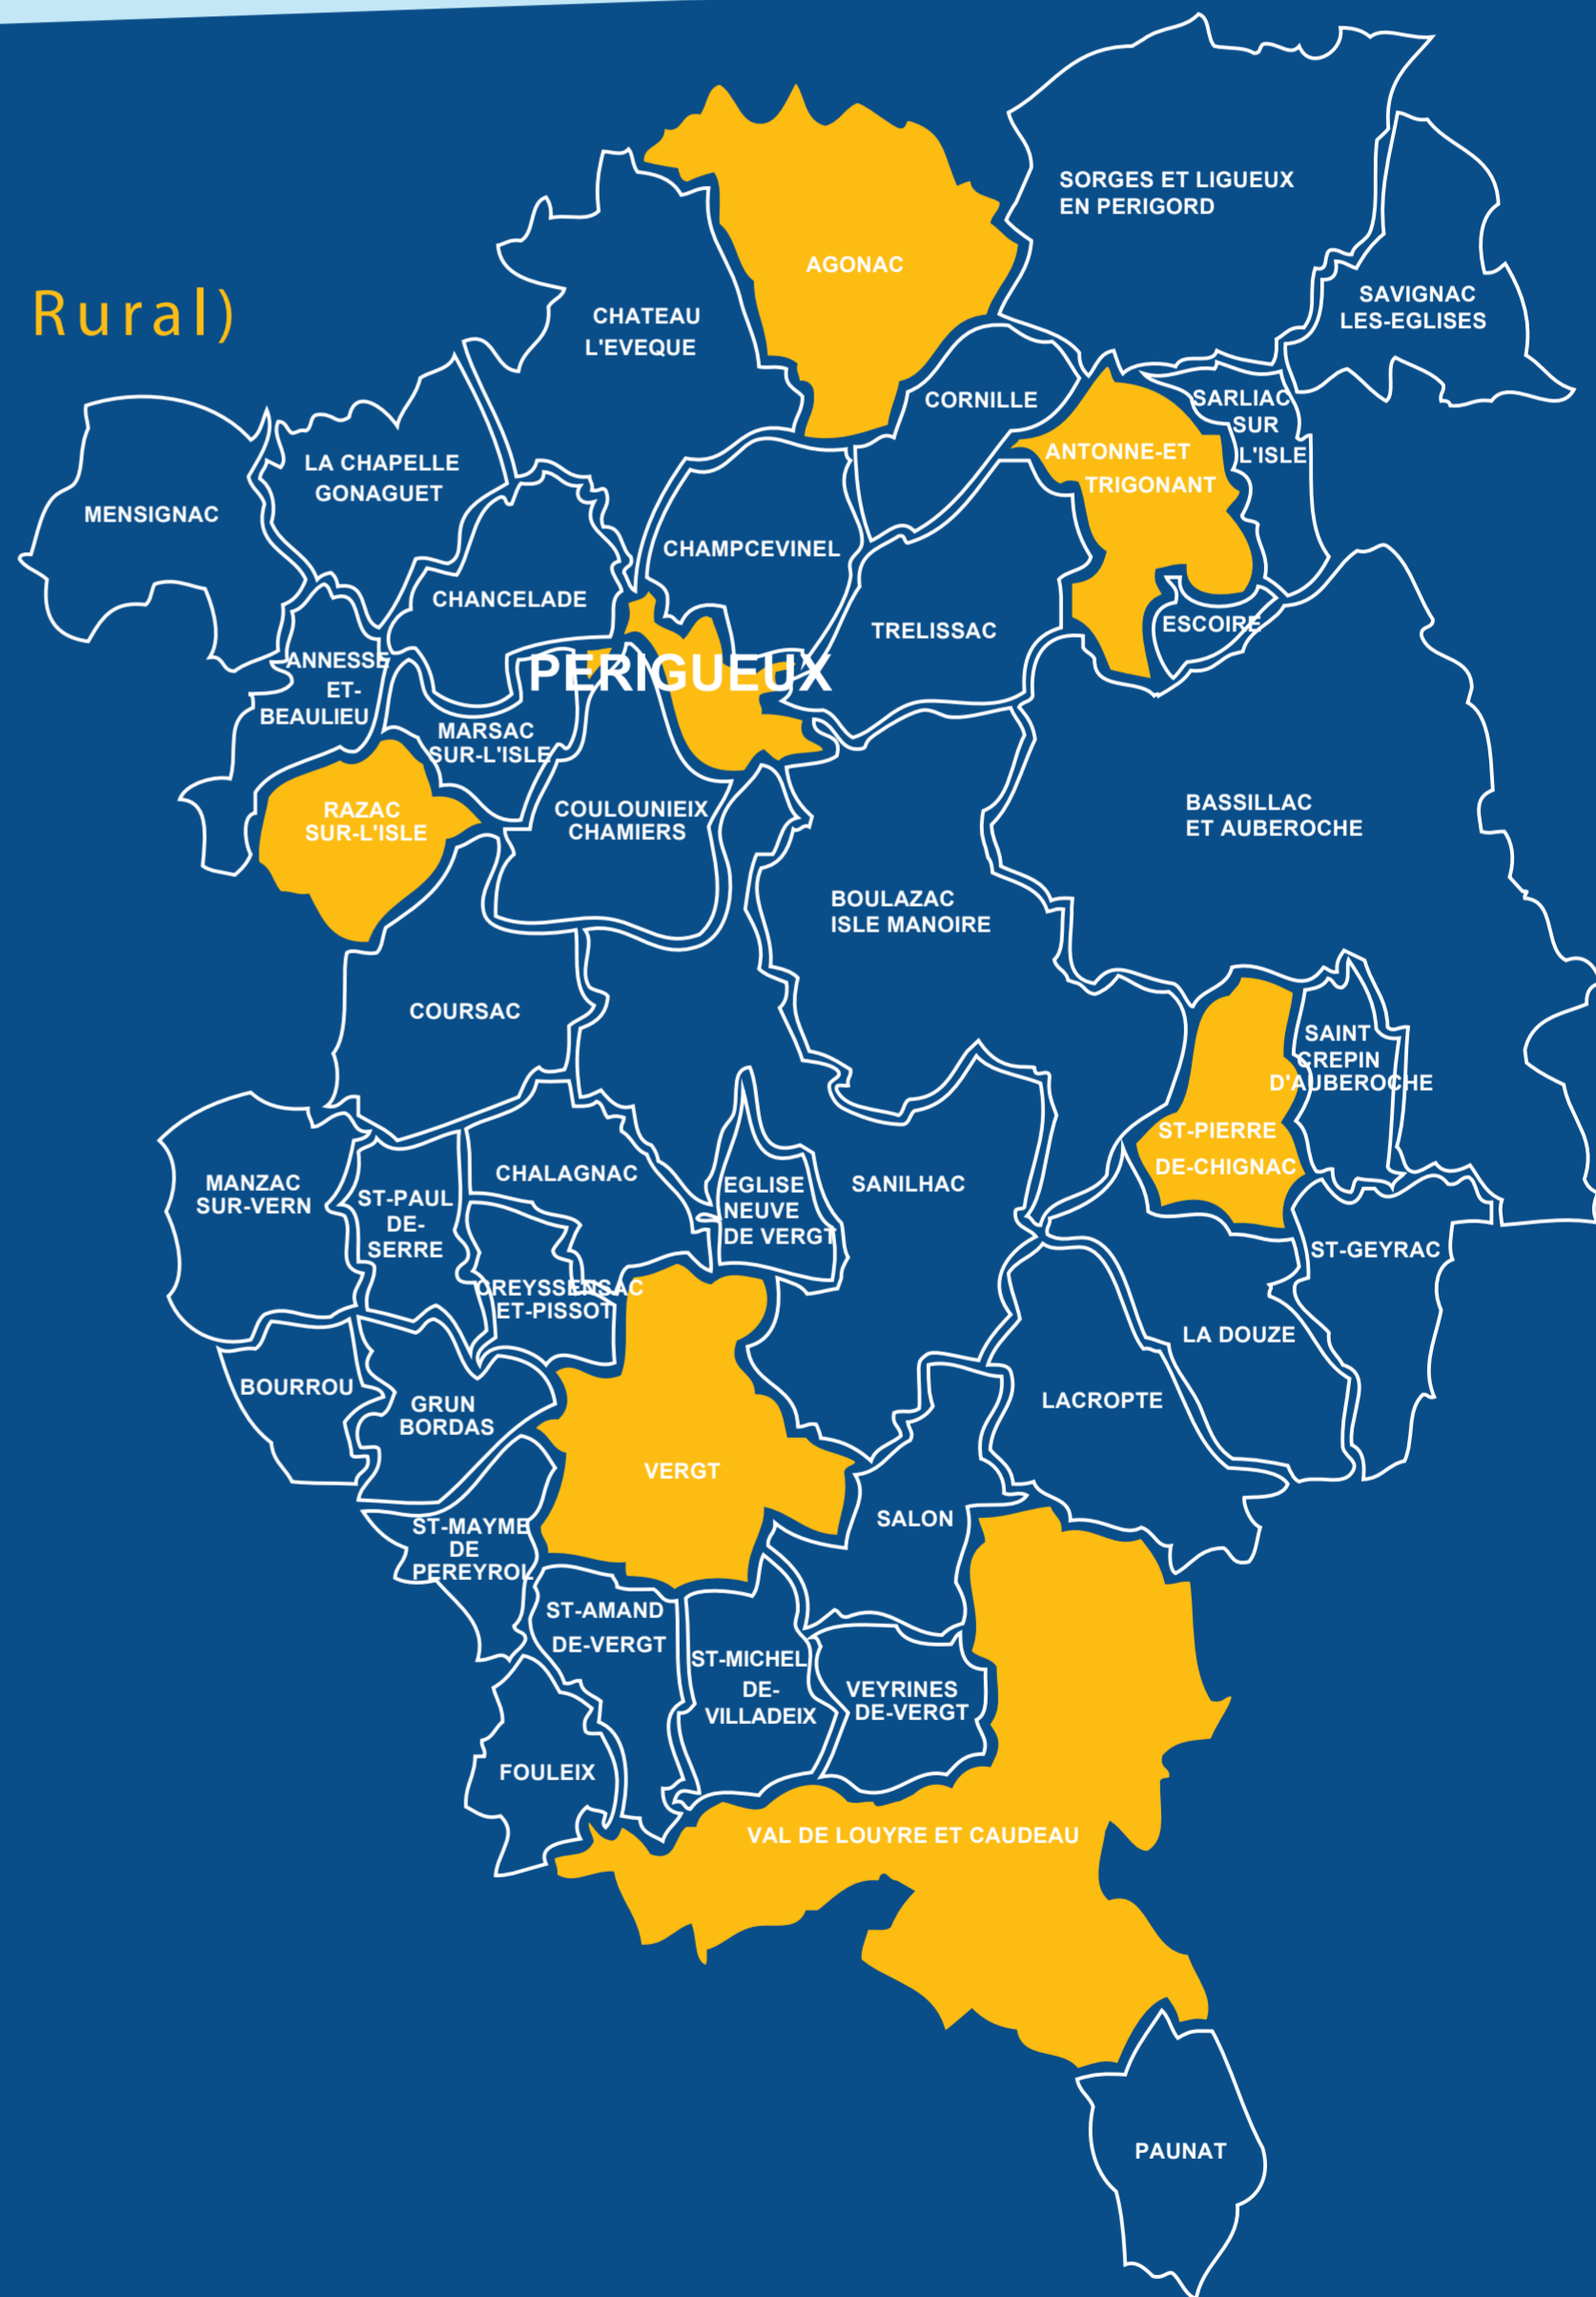 SORGES ET LIGUEUX
EN PERIGORD
AGONAC
SAVIGNAC
LES-EGLISES
Rural)
CHATEAU
L'EVEQUE
CORNILLE
SARLIAC
SUR
L'ISLE
ANTONNE-ET
TRIGONANT
LA CHAPELLE
GONAGUET
MENSIGNAC
CHAMPCEVINEL
CHANCELADE
TRELISSAC
ESCOIRE
ANNESSE
ET-
BEAULIEU
PERIGUEUX
MARSAC
SUR-L'ISLE
RAZAC
SUR-L'ISLE
COULOUNIEIX
CHAMIERS
BASSILLAC
ET AUBEROCHE
BOULAZAC
ISLE MANOIRE
COURSAC
SAINT
CREPIN
D'AUBEROCHE
ST-PIERRE
DE-CHIGNAC
MANZAC
SUR-VERN
ST-PAUL
DE-
SERRE
CHALAGNAC
EGLISE
NEUVE
DE VERGT
SANILHAC
ST-GEYRAC
CREYSSENSAC
ET-PISSOT
LA DOUZE
BOURROU
GRUN
BORDAS
LACROPTE
VERGT
SALON
ST-MAYME
DE
PEREYROL
ST-AMAND
DE-VERGT
ST-MICHEL
DE-
VILLADEIX
VEYRINES
DE-VERGT
FOULEIX
VAL DE LOUYRE ET CAUDEAU
PAUNAT